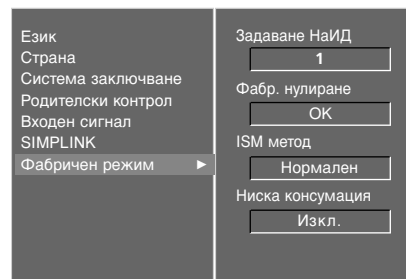 Език
Страна
Система заключване
Родителски контрол
Входен сигнал
SIMPLINK
Фабричен режим ►
Задаване НаИД
1
Фабр. нулиране
OK
ISM метод
Нормален
Ниска консумация
Изкл.